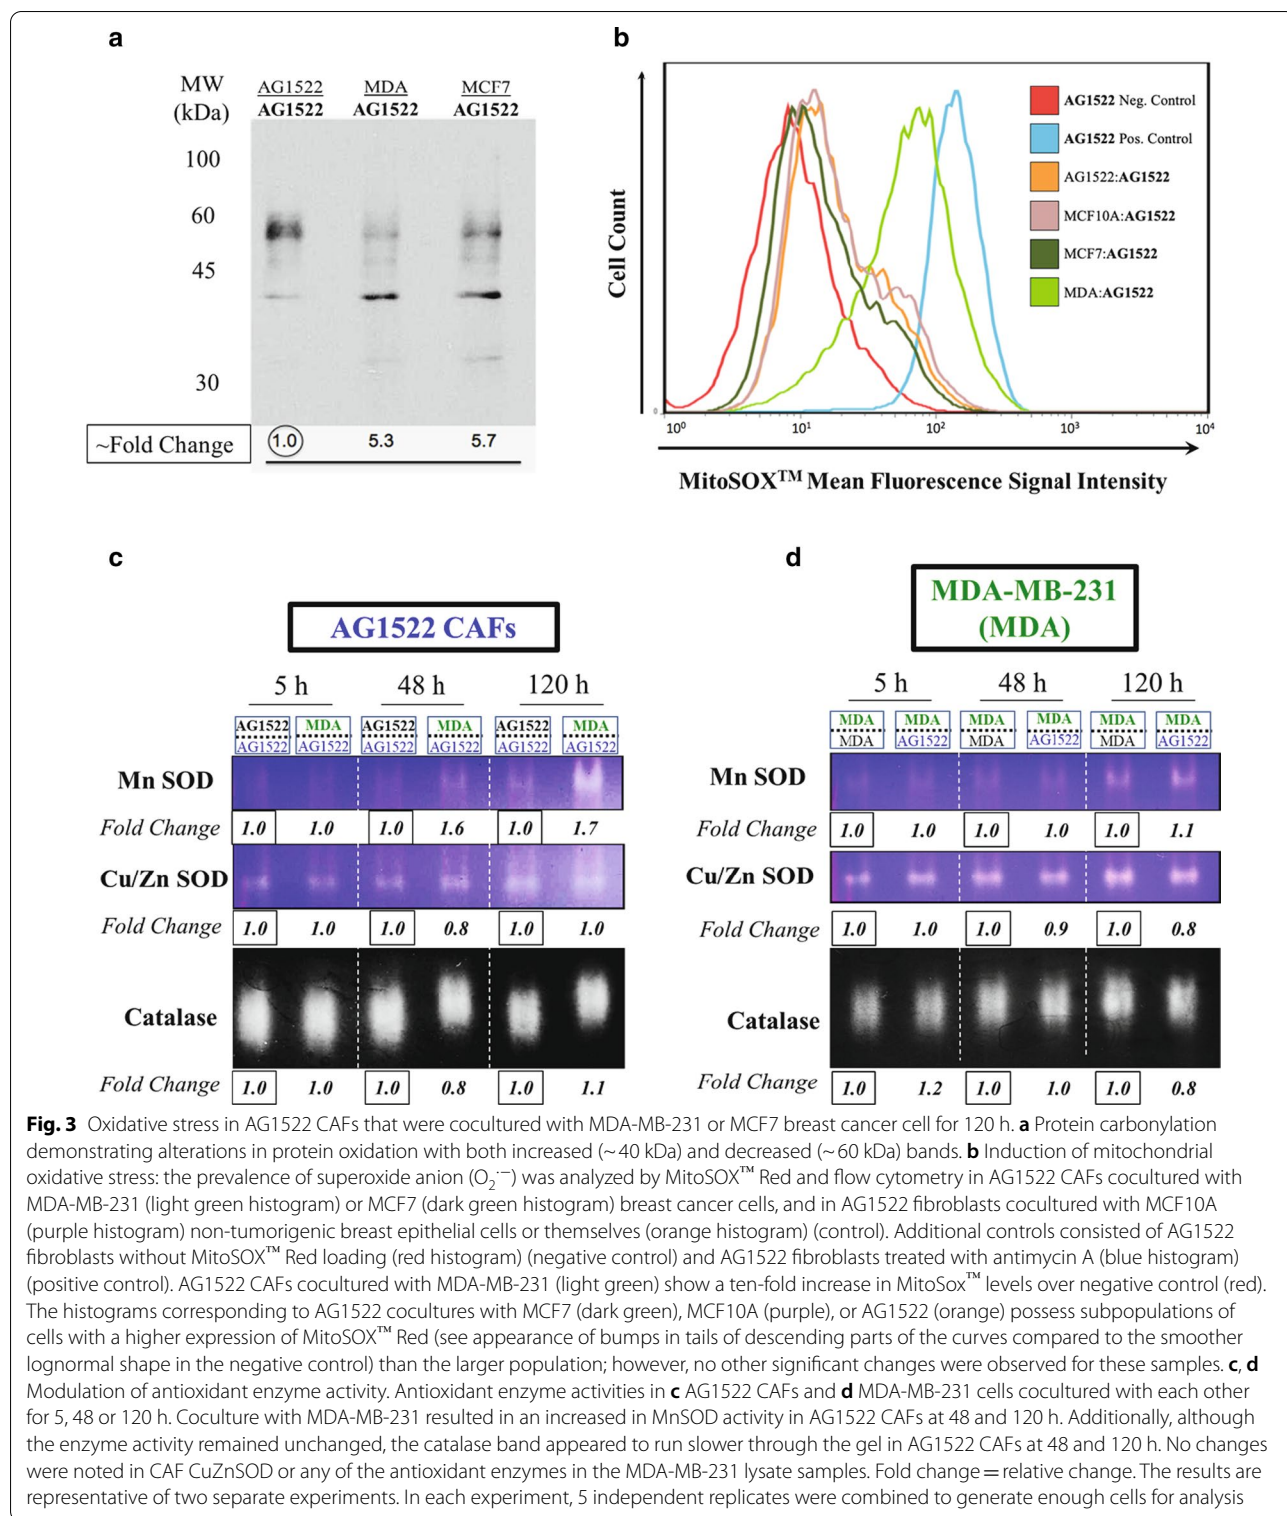 a
MW
(kDa)
AG1522 MDA MCF7
AG1522 AG1522 AG1522
100
60
45
30
~Fold Change 1.0 5.3 5.7
b
Cell Count
AG1522 Neg. Control
AG1522 Pos. Control
AG1522:AG1522
MCF10A:AG1522
MCF7:AG1522
MDA:AG1522
0
10⁰ 10¹ 10² 10³ 10⁴
MitoSOX™ Mean Fluorescence Signal Intensity
c
AG1522 CAFs
5 h 48 h 120 h
AG1522 MDA AG1522 MDA AG1522 MDA
AG1522 AG1522 AG1522 AG1522 AG1522 AG1522
Mn SOD
Fold Change 1.0 1.0 1.0 1.6 1.0 1.7
Cu/Zn SOD
Fold Change 1.0 1.0 1.0 0.8 1.0 1.0
Catalase
Fold Change 1.0 1.0 1.0 0.8 1.0 1.1
d
MDA-MB-231
(MDA)
5 h 48 h 120 h
MDA MDA MDA MDA MDA MDA
MDA AG1522 MDA AG1522 MDA AG1522
Mn SOD
Fold Change 1.0 1.0 1.0 1.0 1.0 1.1
Cu/Zn SOD
Fold Change 1.0 1.0 1.0 0.9 1.0 0.8
Catalase
Fold Change 1.0 1.2 1.0 1.0 1.0 0.8
Fig. 3 Oxidative stress in AG1522 CAFs that were cocultured with MDA-MB-231 or MCF7 breast cancer cell for 120 h. a Protein carbonylation
demonstrating alterations in protein oxidation with both increased (~40 kDa) and decreased (~60 kDa) bands. b Induction of mitochondrial
oxidative stress: the prevalence of superoxide anion (O₂·⁻) was analyzed by MitoSOX™ Red and flow cytometry in AG1522 CAFs cocultured with
MDA-MB-231 (light green histogram) or MCF7 (dark green histogram) breast cancer cells, and in AG1522 fibroblasts cocultured with MCF10A
(purple histogram) non-tumorigenic breast epithelial cells or themselves (orange histogram) (control). Additional controls consisted of AG1522
fibroblasts without MitoSOX™ Red loading (red histogram) (negative control) and AG1522 fibroblasts treated with antimycin A (blue histogram)
(positive control). AG1522 CAFs cocultured with MDA-MB-231 (light green) show a ten-fold increase in MitoSox™ levels over negative control (red).
The histograms corresponding to AG1522 cocultures with MCF7 (dark green), MCF10A (purple), or AG1522 (orange) possess subpopulations of
cells with a higher expression of MitoSOX™ Red (see appearance of bumps in tails of descending parts of the curves compared to the smoother
lognormal shape in the negative control) than the larger population; however, no other significant changes were observed for these samples. c, d
Modulation of antioxidant enzyme activity. Antioxidant enzyme activities in c AG1522 CAFs and d MDA-MB-231 cells cocultured with each other
for 5, 48 or 120 h. Coculture with MDA-MB-231 resulted in an increased in MnSOD activity in AG1522 CAFs at 48 and 120 h. Additionally, although
the enzyme activity remained unchanged, the catalase band appeared to run slower through the gel in AG1522 CAFs at 48 and 120 h. No changes
were noted in CAF CuZnSOD or any of the antioxidant enzymes in the MDA-MB-231 lysate samples. Fold change = relative change. The results are
representative of two separate experiments. In each experiment, 5 independent replicates were combined to generate enough cells for analysis